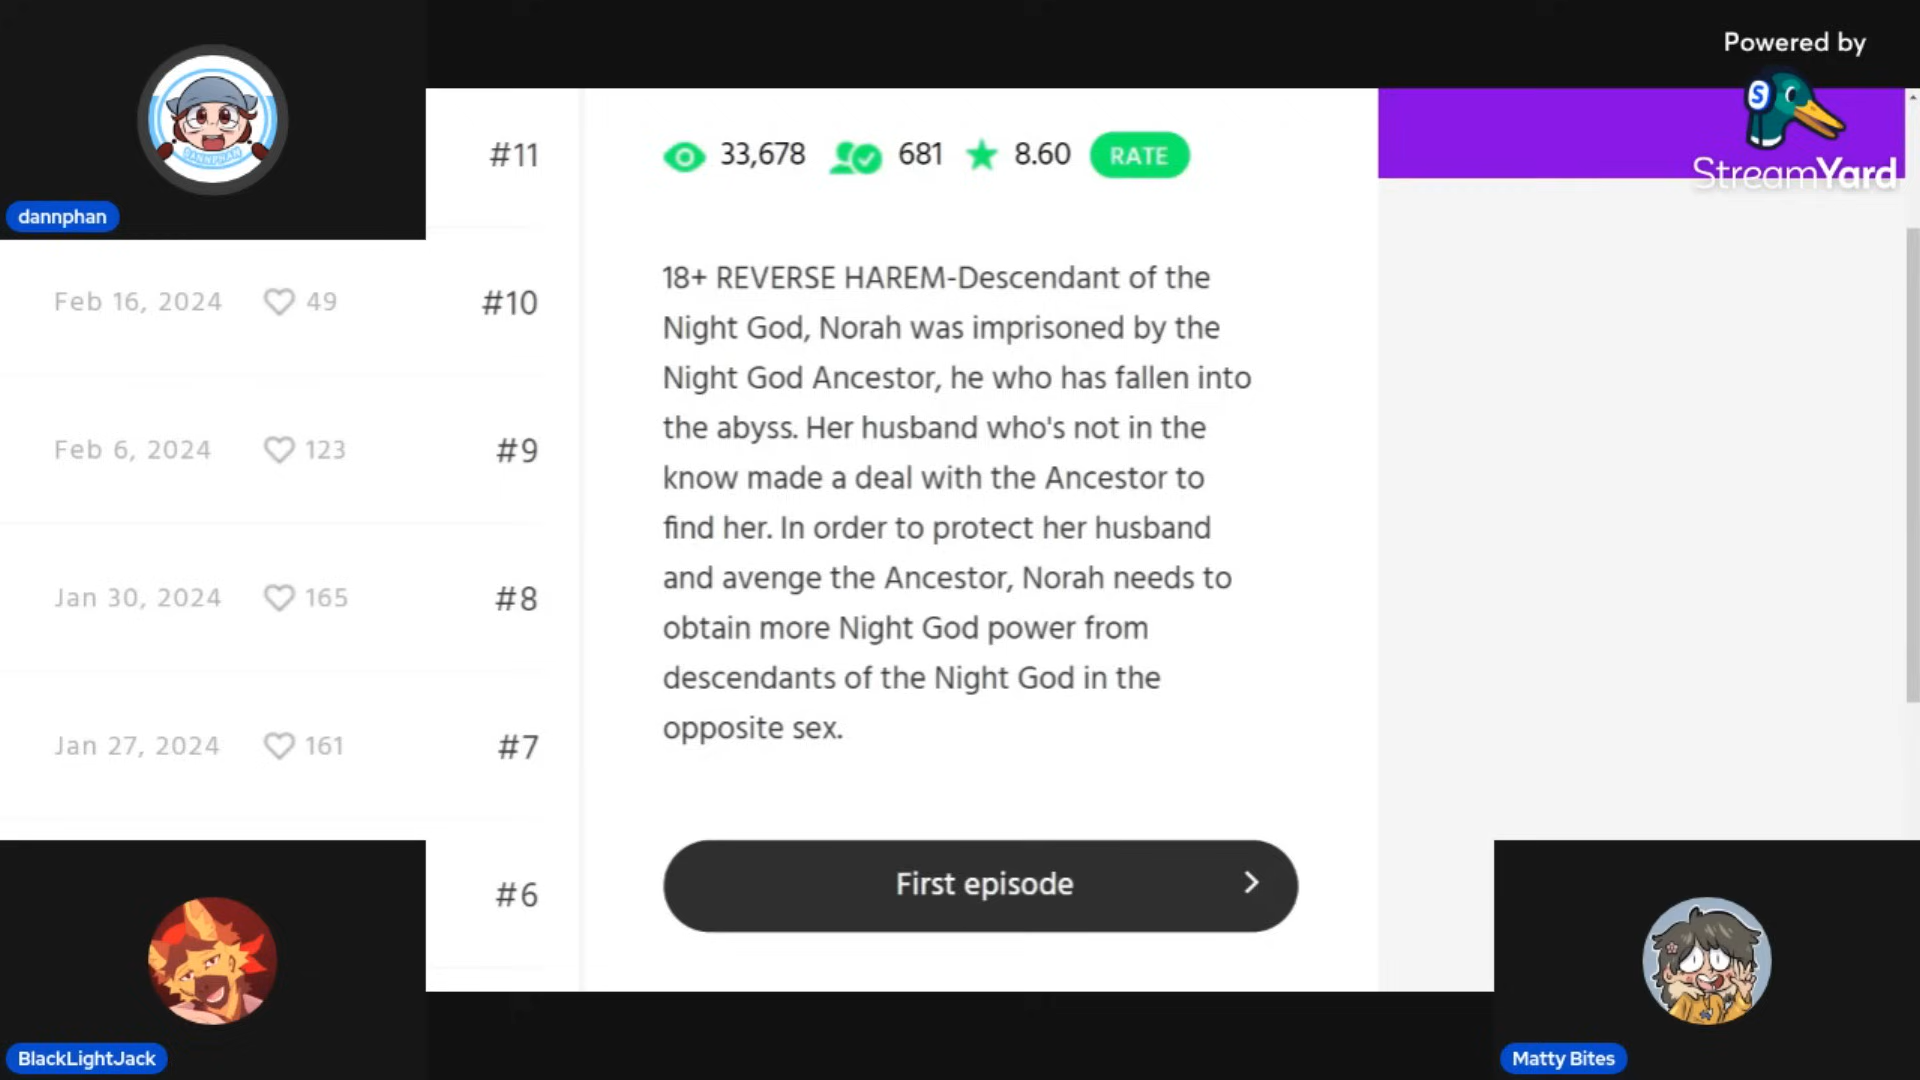 Powered by
StreamYard
dannphan
#11
33,678 681 8.60 RATE
Feb 16, 2024 49 #10
Feb 6, 2024 123 #9
Jan 30, 2024 165 #8
Jan 27, 2024 161 #7
#6
18+ REVERSE HAREM-Descendant of the
Night God, Norah was imprisoned by the
Night God Ancestor, he who has fallen into
the abyss. Her husband who's not in the
know made a deal with the Ancestor to
find her. In order to protect her husband
and avenge the Ancestor, Norah needs to
obtain more Night God power from
descendants of the Night God in the
opposite sex.
First episode
BlackLightJack
Matty Bites
S
DANNPHAN